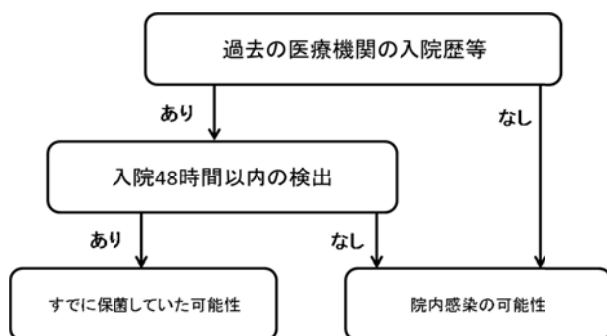 過去の医療機関の入院歴等
あり
なし
入院48時間以内の検出
あり
なし
すでに保菌していた可能性
院内感染の可能性